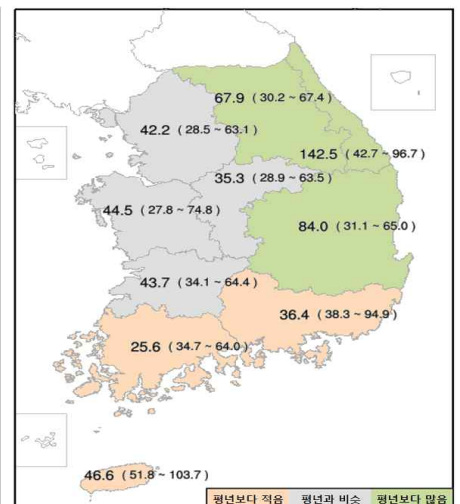 67.9 ( 30.2 ~ 67.4 )
42.2 ( 28.5 ~ 63.1 )
142.5 ( 42.7 ~ 96.7 )
35.3 ( 28.9 ~ 63.5 )
44.5 ( 27.8 ~ 74.8 )
84.0 ( 31.1 ~ 65.0 )
43.7 ( 34.1 ~ 64.4 )
36.4 ( 38.3 ~ 94.9 )
25.6 ( 34.7 ~ 64.0 )
46.6 ( 51.8 ~ 103.7 )
평년보다 적음 평년과 비슷 평년보다 많음